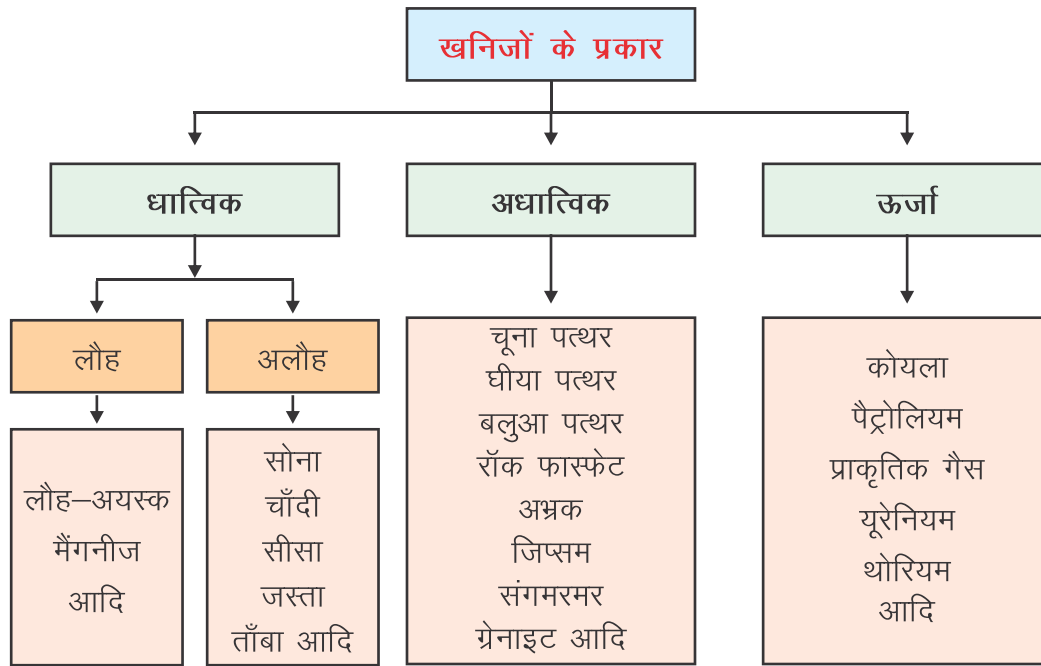 खनिजों के प्रकार
धात्विक
अधात्विक
ऊर्जा
लौह
अलौह
लौह–अयस्क
मैंगनीज
आदि
सोना
चाँदी
सीसा
जस्ता
ताँबा आदि
चूना पत्थर
घीया पत्थर
बलुआ पत्थर
रॉक फास्फेट
अभ्रक
जिप्सम
संगमरमर
ग्रेनाइट आदि
कोयला
पैट्रोलियम
प्राकृतिक गैस
यूरेनियम
थोरियम
आदि